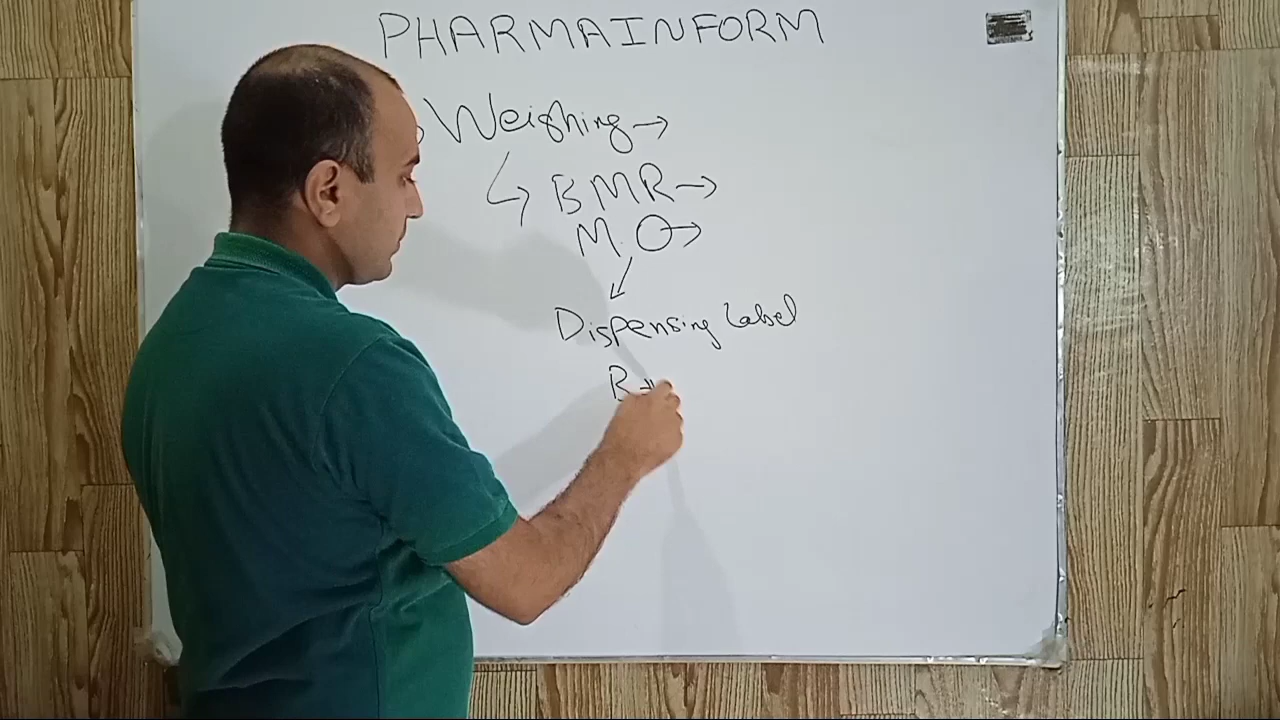 PHARMAINFORM
Weighing →
↳ BMR →
M.O →
↙
Dispensing Label
B